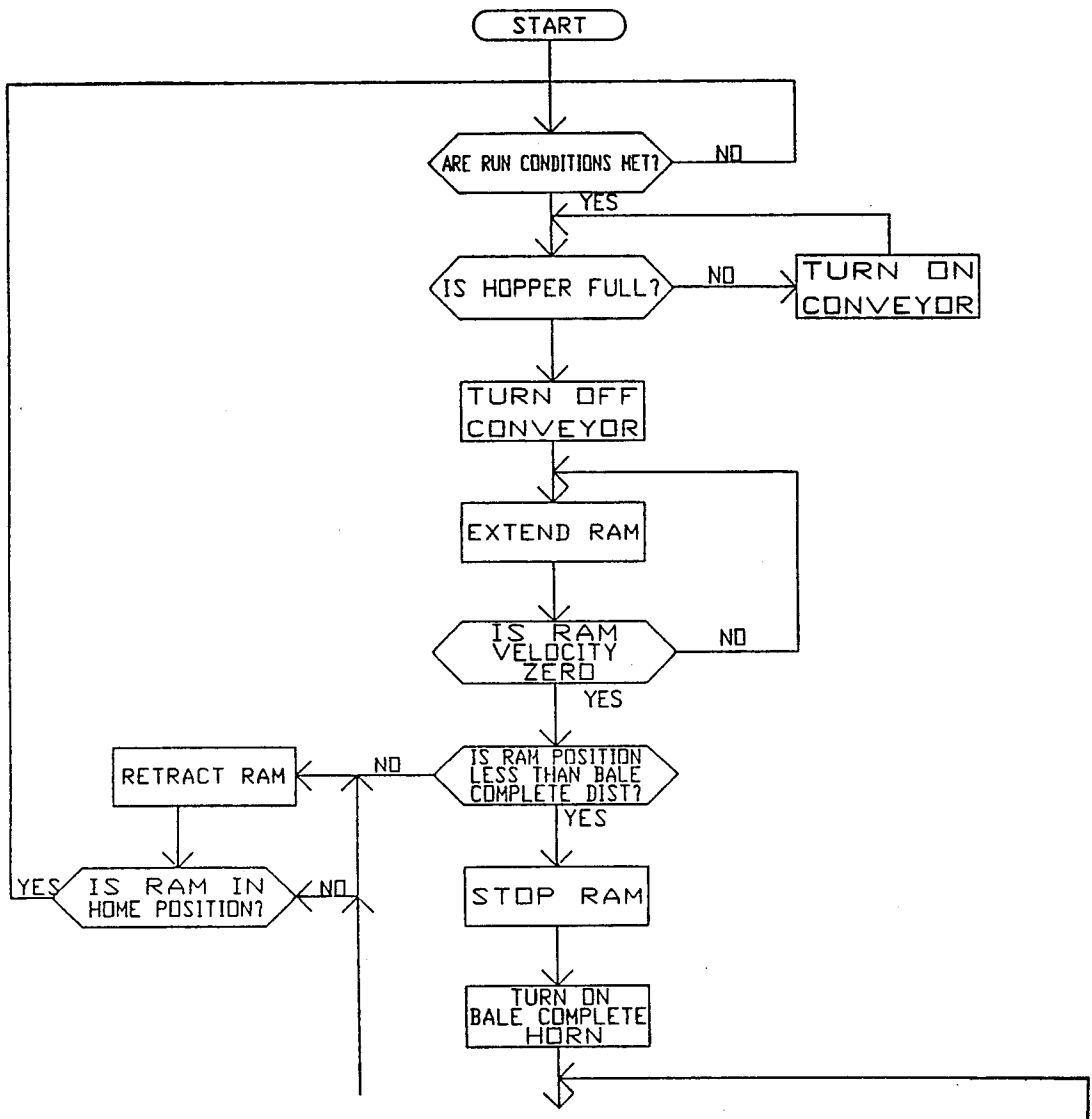 START
ARE RUN CONDITIONS MET?
NO
YES
IS HOPPER FULL?
NO
TURN ON
CONVEYOR
TURN OFF
CONVEYOR
EXTEND RAM
IS RAM
VELOCITY
ZERO
NO
YES
IS RAM POSITION
LESS THAN BALE
COMPLETE DIST?
NO
YES
RETRACT RAM
IS RAM IN
HOME POSITION?
YES
NO
STOP RAM
TURN ON
BALE COMPLETE
HORN